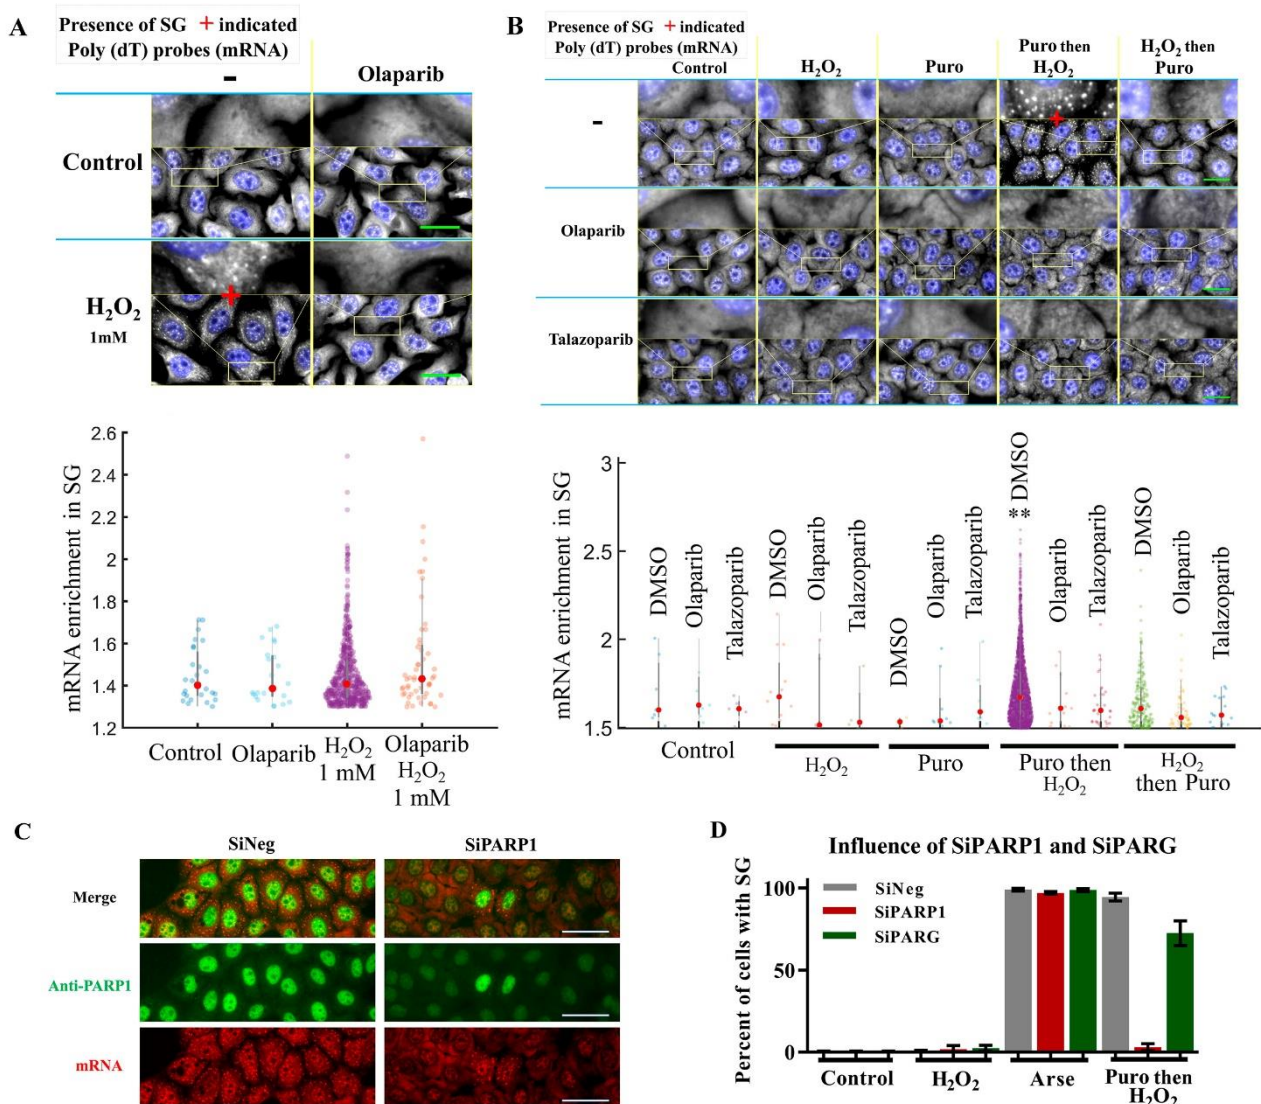 A
Presence of SG + indicated
Poly (dT) probes (mRNA)
-
Olaparib
Control
H₂O₂
1mM
mRNA enrichment in SG
2.6
2.4
2.2
2
1.8
1.6
1.4
1.2
Control
Olaparib
H₂O₂
1 mM
Olaparib
H₂O₂
1 mM
B
Presence of SG + indicated
Poly (dT) probes (mRNA)
Control
H₂O₂
Puro
Puro then
H₂O₂
H₂O₂ then
Puro
-
Olaparib
Talazoparib
mRNA enrichment in SG
3
2.5
2
1.5
DMSO
Olaparib
Talazoparib
DMSO
Olaparib
Talazoparib
DMSO
Olaparib
Talazoparib
** DMSO
Olaparib
Talazoparib
DMSO
Olaparib
Talazoparib
Control
H₂O₂
Puro
Puro then
H₂O₂
H₂O₂
then Puro
C
SiNeg
SiPARP1
Merge
Anti-PARP1
mRNA
D
Influence of SiPARP1 and SiPARG
Percent of cells with SG
100
50
0
SiNeg
SiPARP1
SiPARG
Control
H₂O₂
Arse
Puro then
H₂O₂